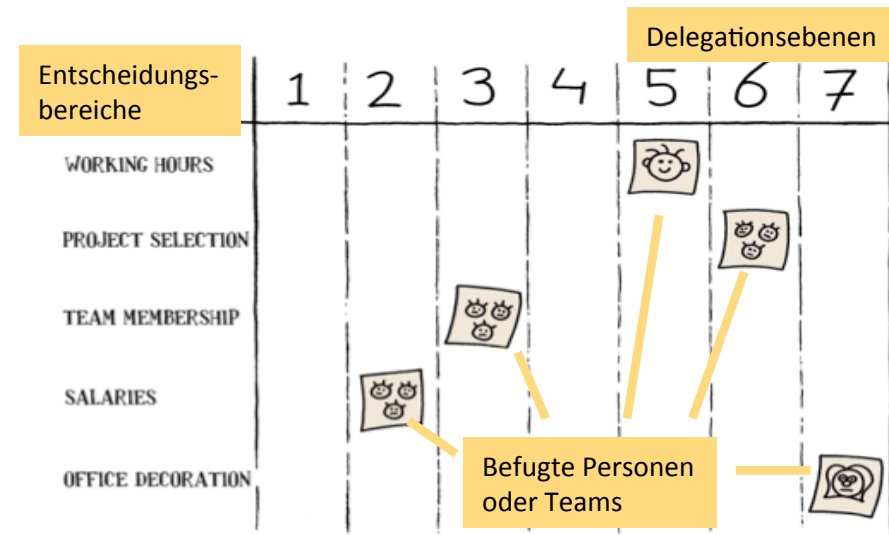 Delegationsebenen
Entscheidungs-
bereiche
1 2 3 4 5 6 7
WORKING HOURS
PROJECT SELECTION
TEAM MEMBERSHIP
SALARIES
OFFICE DECORATION
Befugte Personen
oder Teams